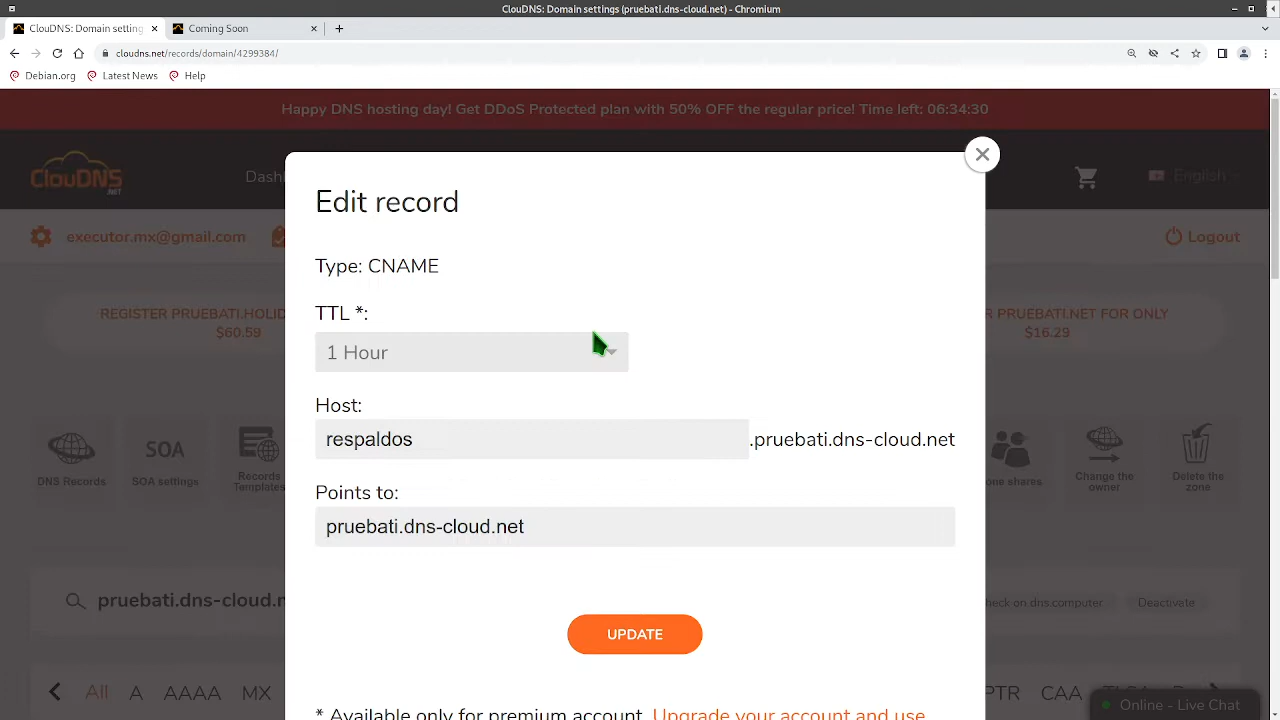 ClouDNS: Domain settings (pruebati.dns-cloud.net) - Chromium
ClouDNS: Domain setting
Coming Soon
cloudns.net/records/domain/4299384/
Debian.org
Latest News
Help
Happy DNS hosting day! Get DDoS Protected plan with 50% OFF the regular price! Time left: 06:34:30
ClouDNS
.NET
Dash
English
executor.mx@gmail.com
Logout
REGISTER PRUEBATI.HOLID
$60.59
PRUEBATI.NET FOR ONLY
$16.29
Edit record
Type: CNAME
TTL *:
1 Hour
Host:
respaldos
.pruebati.dns-cloud.net
Points to:
pruebati.dns-cloud.net
UPDATE
* Available only for premium account. Upgrade your account and use
DNS Records
SOA
SOA settings
Records
Templates
one shares
Change the
owner
Delete the
zone
pruebati.dns-cloud.n
heck on dns.computer
Deactivate
All
A
AAAA
MX
PTR
CAA
Online - Live Chat